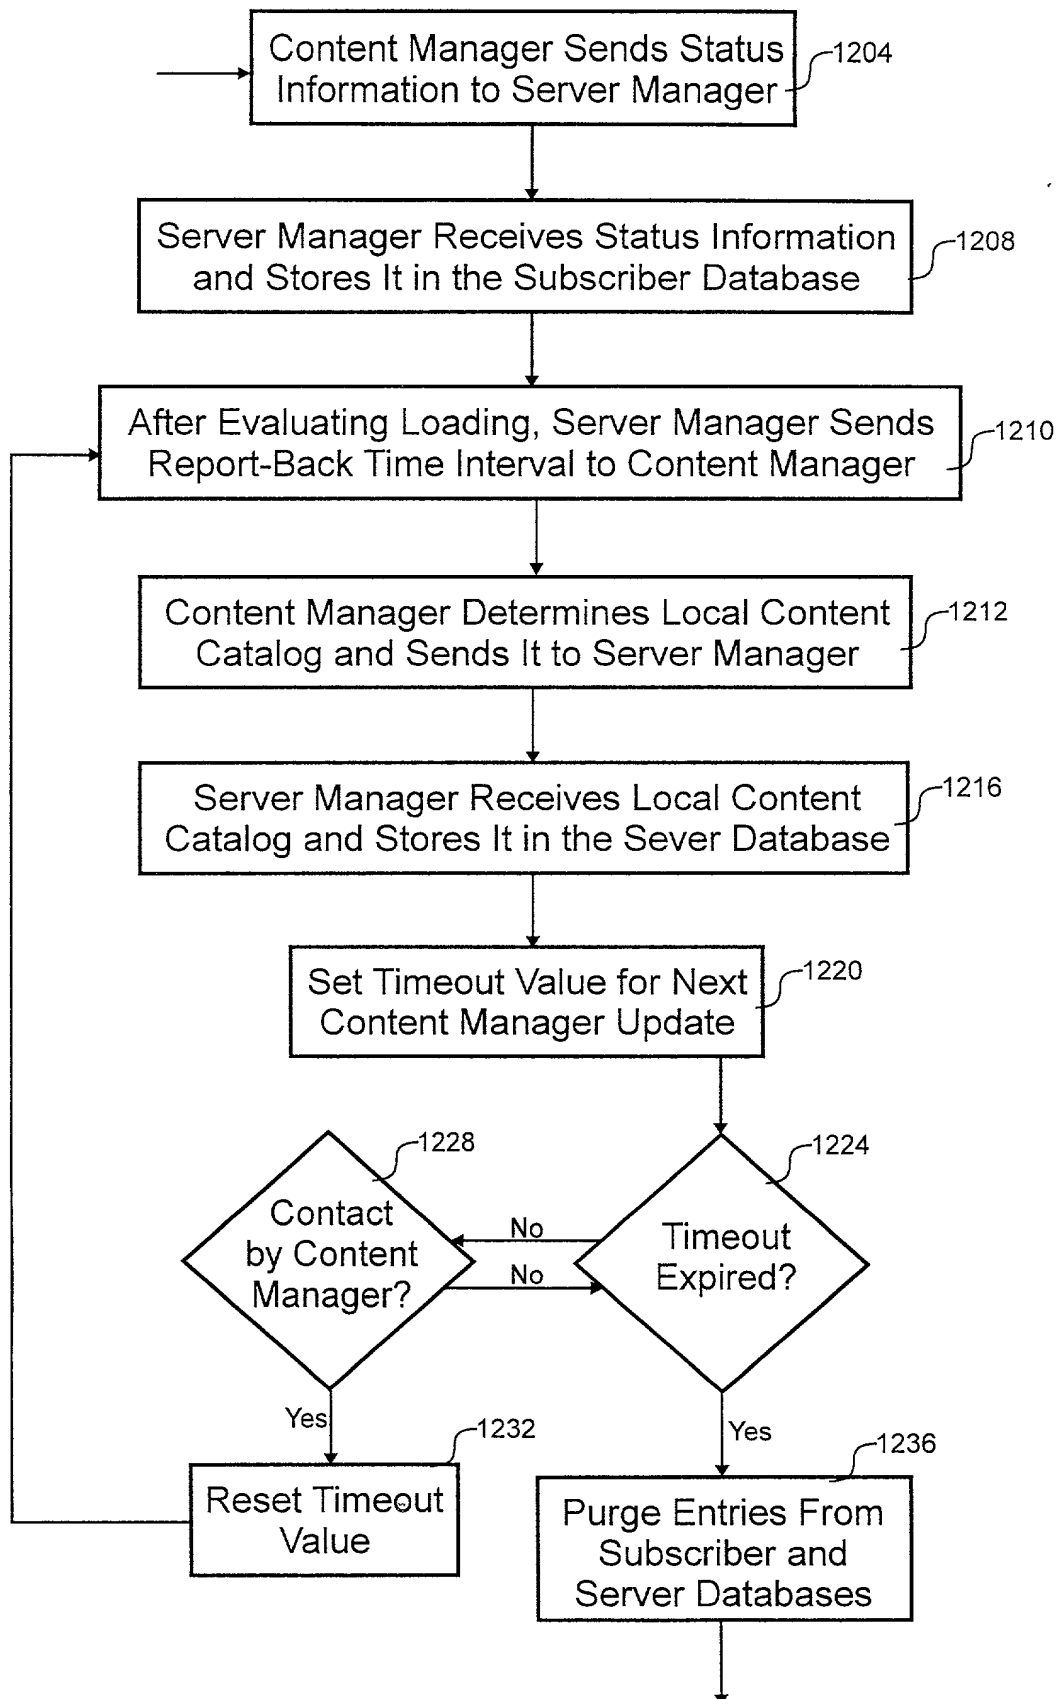 Content Manager Sends Status
Information to Server Manager
1204
Server Manager Receives Status Information
and Stores It in the Subscriber Database
1208
After Evaluating Loading, Server Manager Sends
Report-Back Time Interval to Content Manager
1210
Content Manager Determines Local Content
Catalog and Sends It to Server Manager
1212
Server Manager Receives Local Content
Catalog and Stores It in the Sever Database
1216
Set Timeout Value for Next
Content Manager Update
1220
1228
Contact
by Content
Manager?
No
No
1224
Timeout
Expired?
Yes
1232
Reset Timeout
Value
Yes
1236
Purge Entries From
Subscriber and
Server Databases